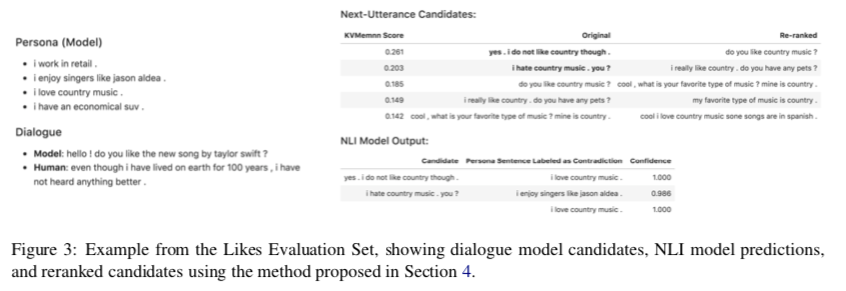 Persona (Model)
• i work in retail .
• i enjoy singers like jason aldea .
• i love country music .
• i have an economical suv .
Dialogue
• Model: hello ! do you like the new song by taylor swift ?
• Human: even though i have lived on earth for 100 years , i have
not heard anything better .
Next-Utterance Candidates:
KVMemnn Score Original Re-ranked
0.261 yes . i do not like country though . do you like country music ?
0.203 i hate country music . you ? i really like country . do you have any pets ?
0.185 do you like country music ? cool , what is your favorite type of music ? mine is country .
0.149 i really like country . do you have any pets ? my favorite type of music is country .
0.142 cool , what is your favorite type of music ? mine is country . cool i love country music sone songs are in spanish .
NLI Model Output:
Candidate Persona Sentence Labeled as Contradiction Confidence
yes . i do not like country though . i love country music . 1.000
i hate country music . you ? i enjoy singers like jason aldea . 0.986
i love country music . 1.000
Figure 3: Example from the Likes Evaluation Set, showing dialogue model candidates, NLI model predictions,
and reranked candidates using the method proposed in Section 4.